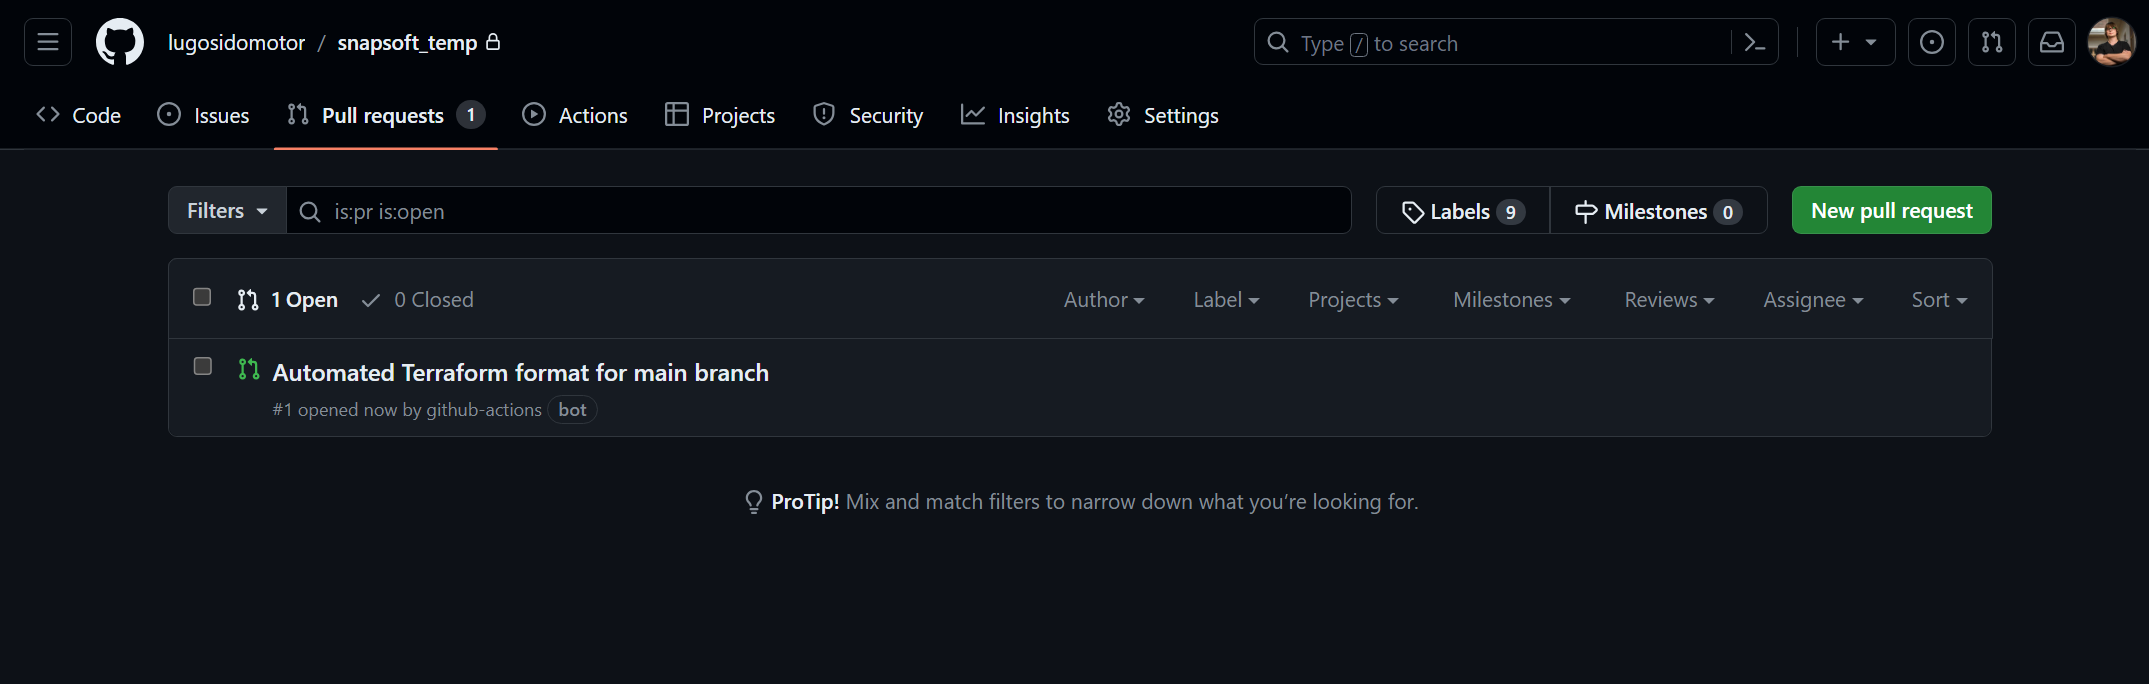 lugosidomotor / snapsoft_temp
Type / to search
Code Issues Pull requests 1 Actions Projects Security Insights Settings
Filters is:pr is:open Labels 9 Milestones 0 New pull request
1 Open 0 Closed Author Label Projects Milestones Reviews Assignee Sort
Automated Terraform format for main branch
#1 opened now by github-actions bot
ProTip! Mix and match filters to narrow down what you’re looking for.